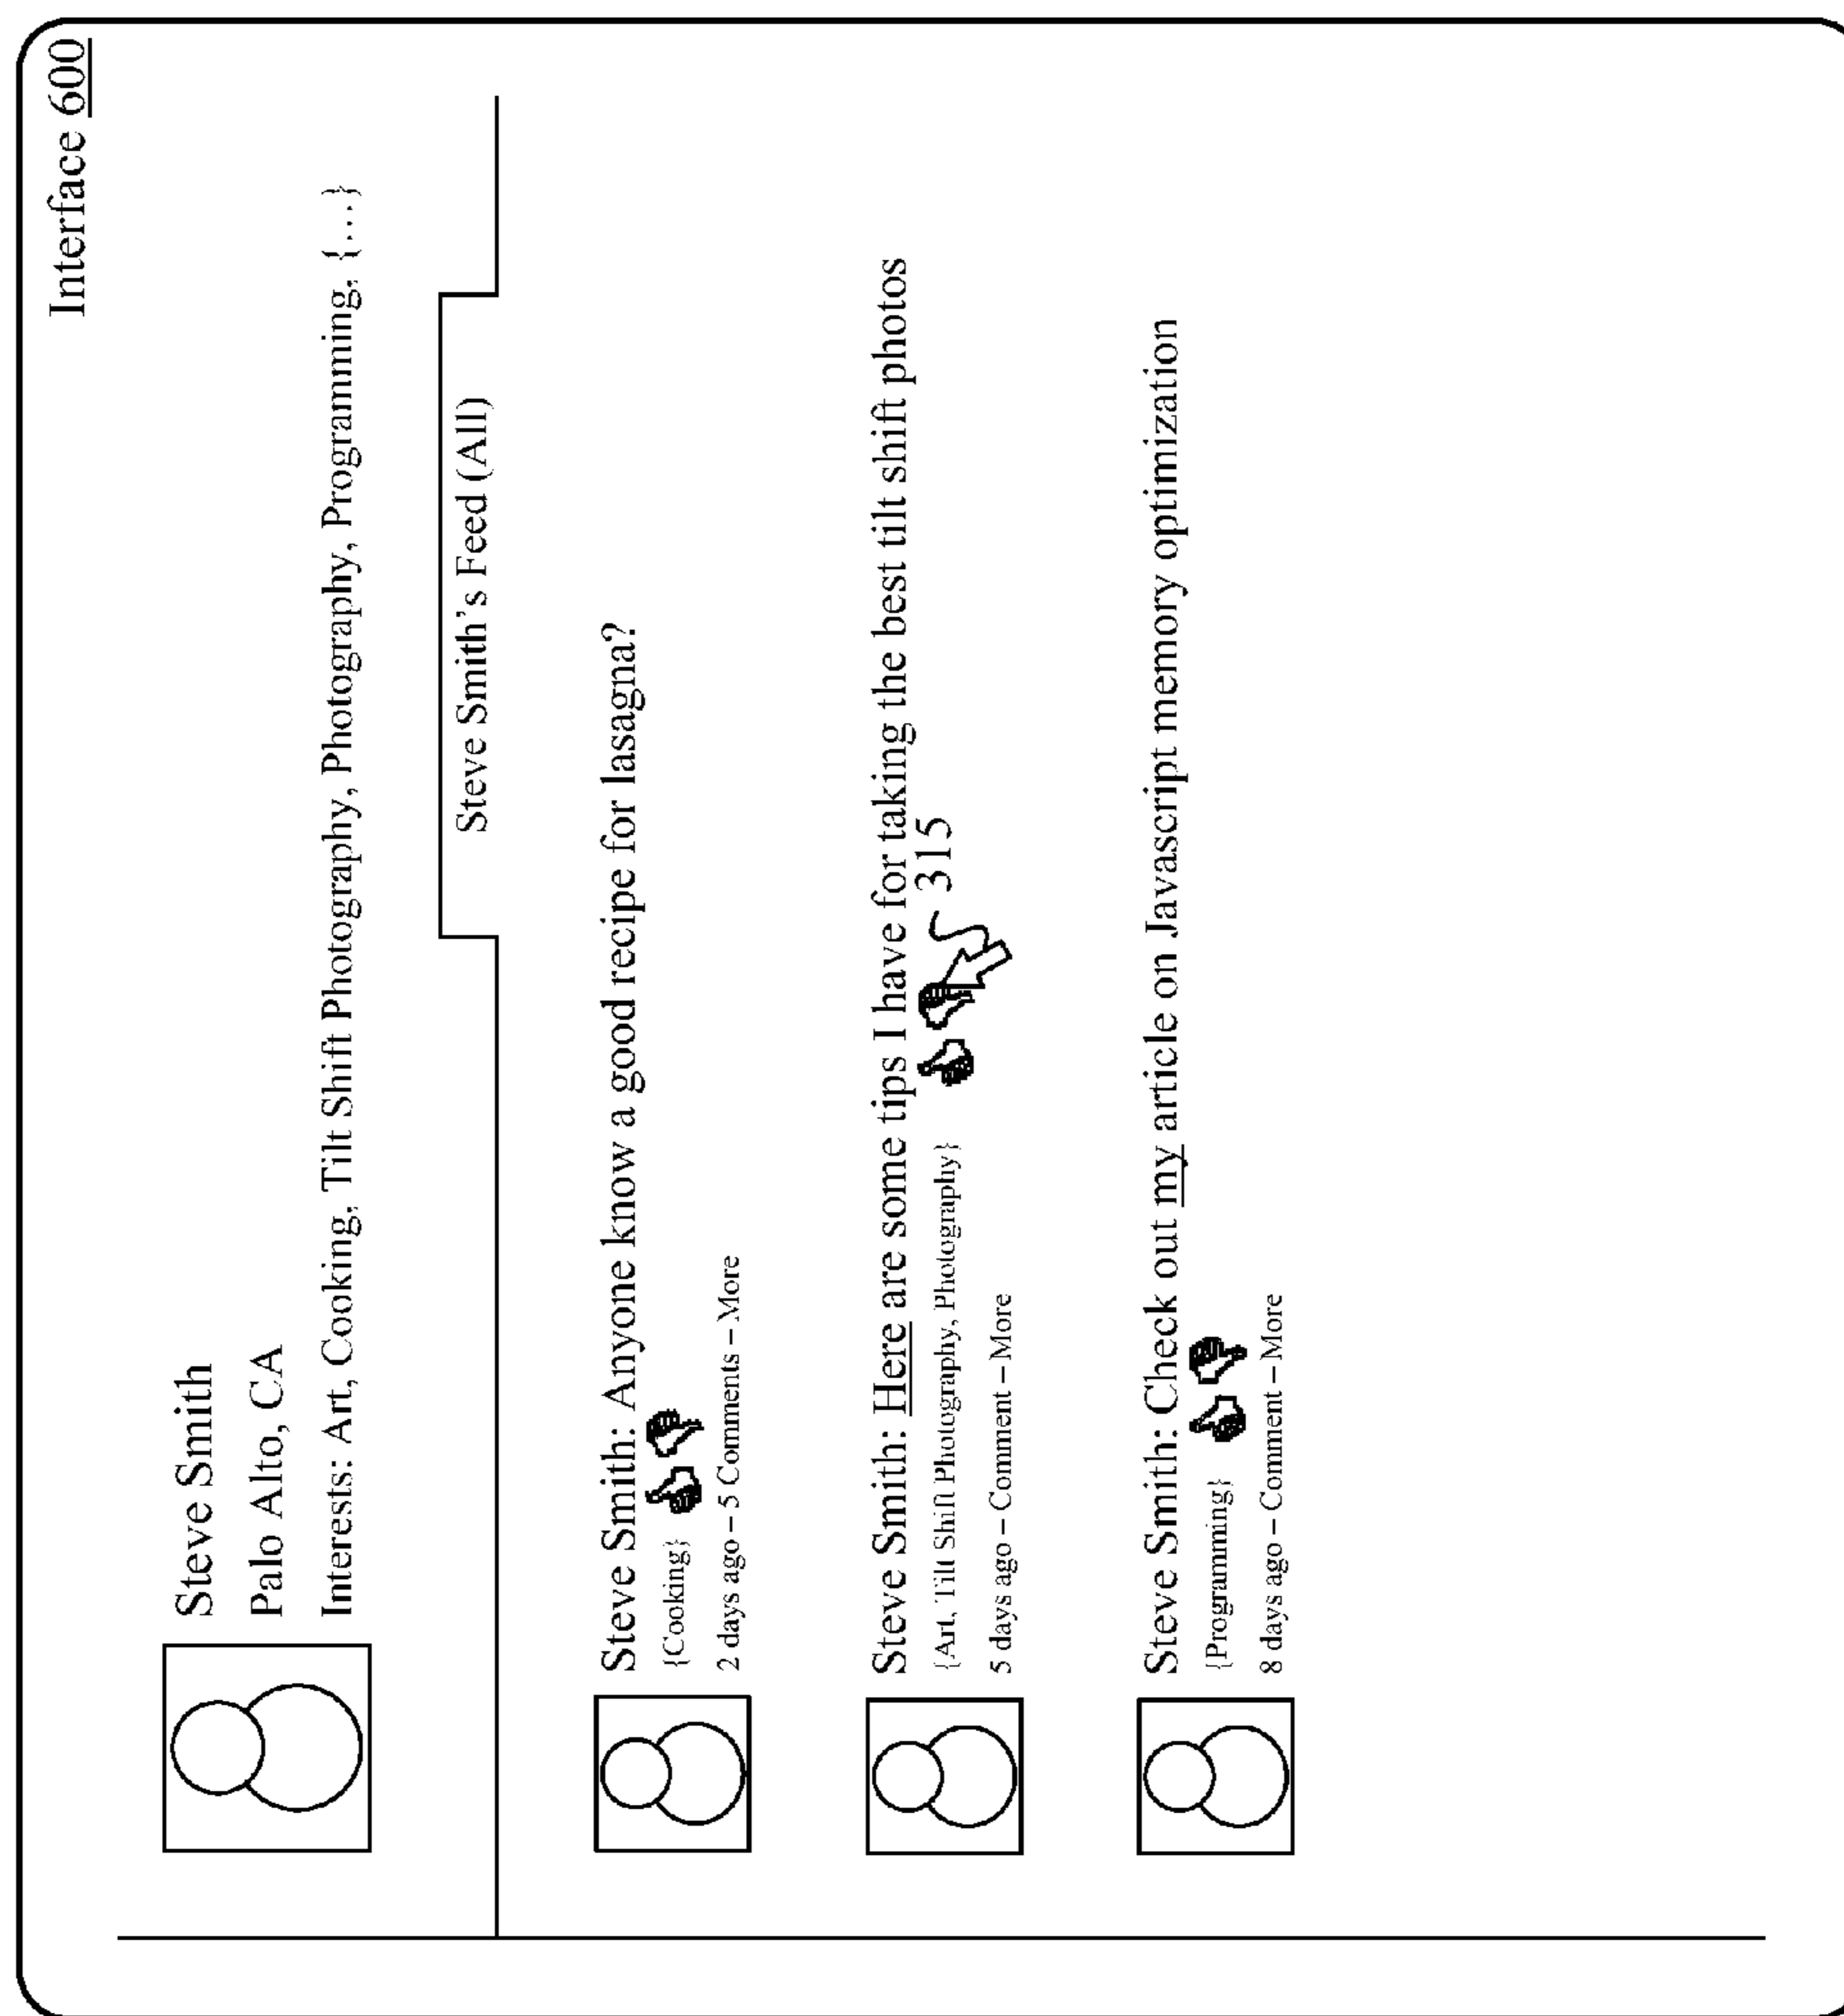 Interface 600
Steve Smith
Palo Alto, CA
Interests: Art, Cooking, Tilt Shift Photography, Photography, Programming, {…}
Steve Smith's Feed (All)
Steve Smith: Anyone know a good recipe for lasagna?
{Cooking}
2 days ago – 5 Comments – More
Steve Smith: Here are some tips I have for taking the best tilt shift photos
{Art, Tilt Shift Photography, Photography}
315
5 days ago – Comment – More
Steve Smith: Check out my article on Javascript memory optimization
{Programming}
8 days ago – Comment – More